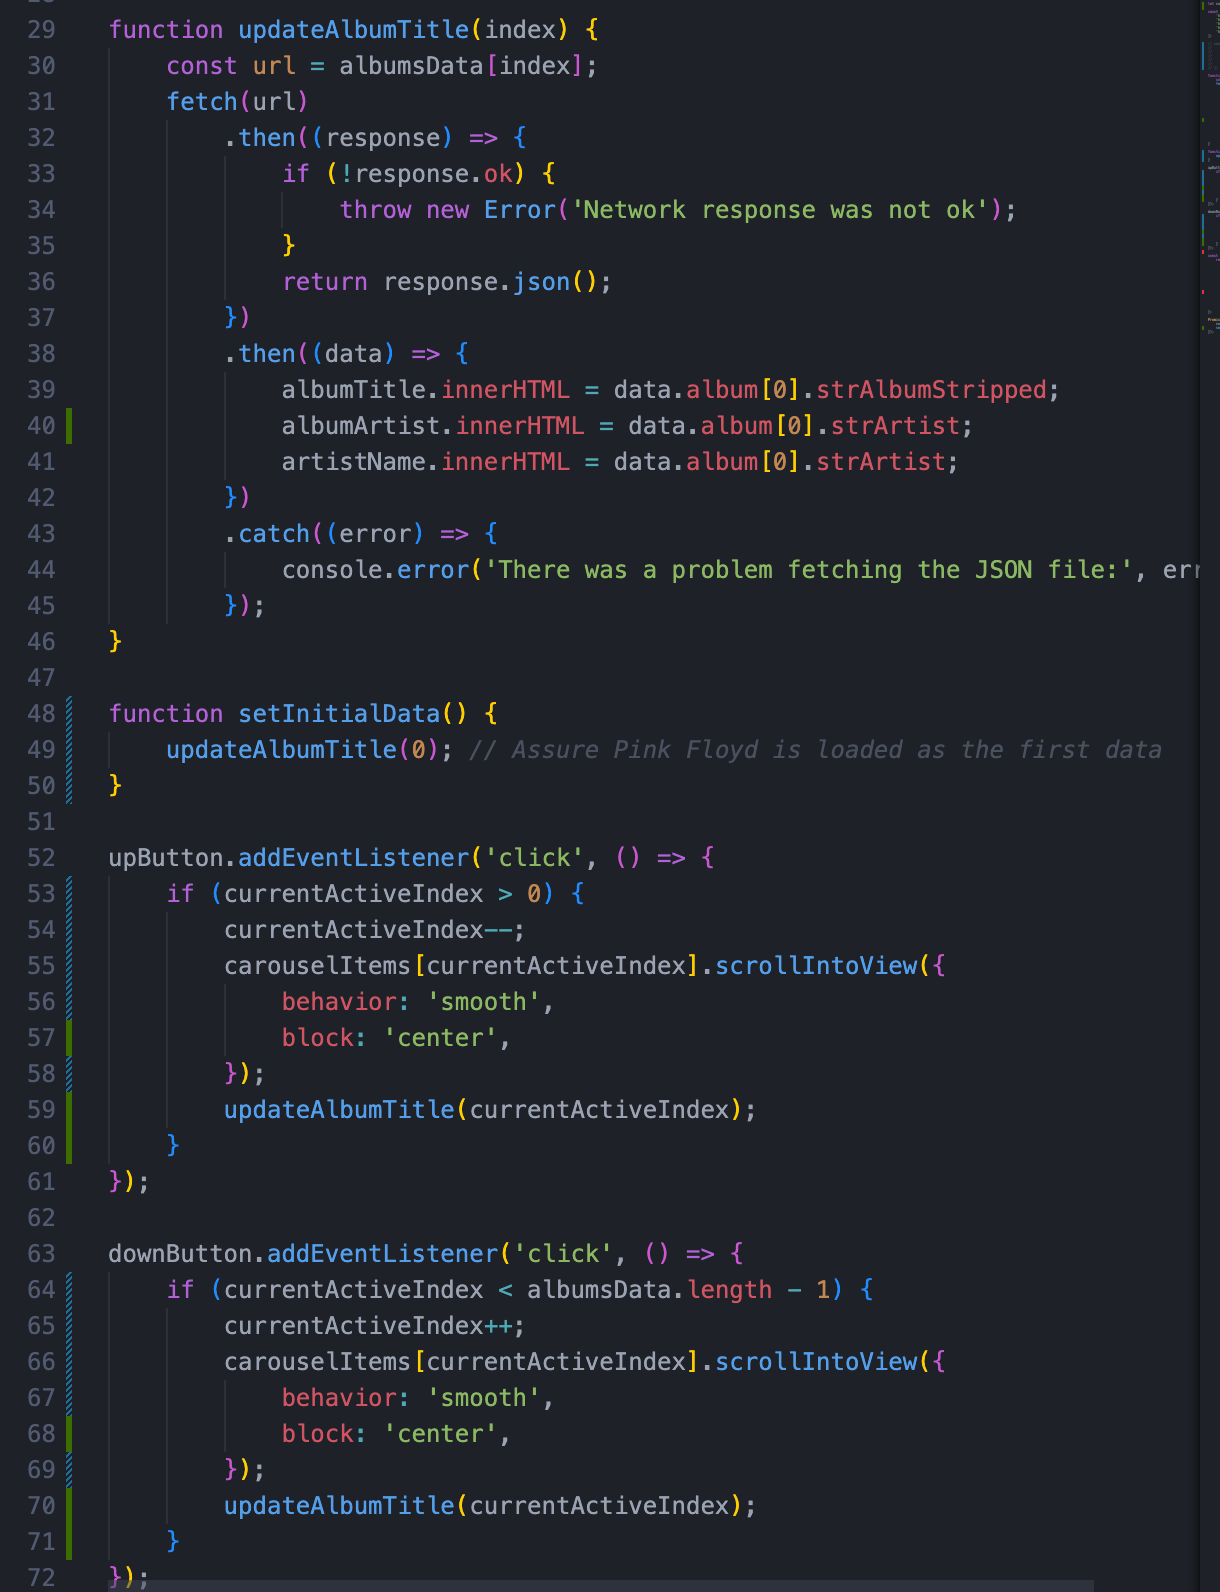 29 function updateAlbumTitle(index) {
30     const url = albumsData[index];
31     fetch(url)
32         .then((response) => {
33             if (!response.ok) {
34                 throw new Error('Network response was not ok');
35             }
36             return response.json();
37         })
38         .then((data) => {
39             albumTitle.innerHTML = data.album[0].strAlbumStripped;
40             albumArtist.innerHTML = data.album[0].strArtist;
41             artistName.innerHTML = data.album[0].strArtist;
42         })
43         .catch((error) => {
44             console.error('There was a problem fetching the JSON file:', err
45         });
46 }
47
48 function setInitialData() {
49     updateAlbumTitle(0); // Assure Pink Floyd is loaded as the first data
50 }
51
52 upButton.addEventListener('click', () => {
53     if (currentActiveIndex > 0) {
54         currentActiveIndex--;
55         carouselItems[currentActiveIndex].scrollIntoView({
56             behavior: 'smooth',
57             block: 'center',
58         });
59         updateAlbumTitle(currentActiveIndex);
60     }
61 });
62
63 downButton.addEventListener('click', () => {
64     if (currentActiveIndex < albumsData.length - 1) {
65         currentActiveIndex++;
66         carouselItems[currentActiveIndex].scrollIntoView({
67             behavior: 'smooth',
68             block: 'center',
69         });
70         updateAlbumTitle(currentActiveIndex);
71     }
72 });